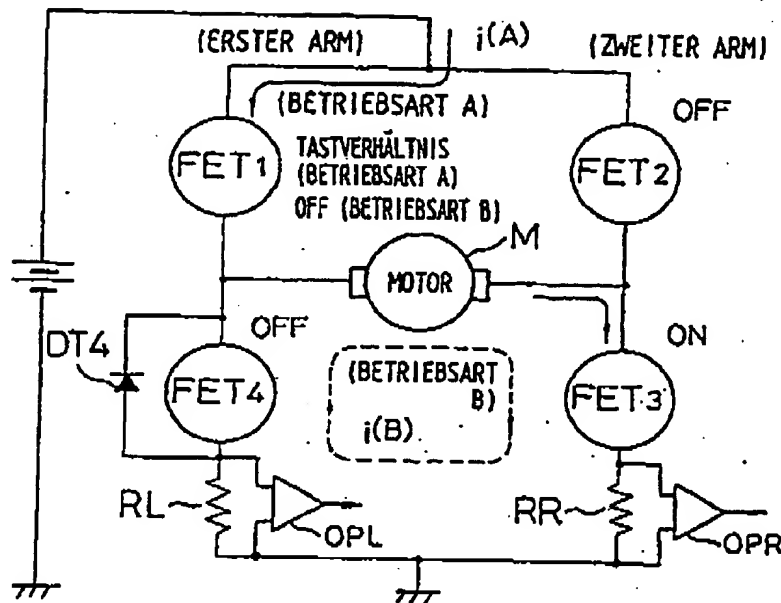 (ERSTER ARM)
i(A)
(ZWEITER ARM)
(BETRIEBSART A)
OFF
FET1
TASTVERHÄLTNIS
(BETRIEBSART A)
OFF (BETRIEBSART B)
FET2
M
MOTOR
OFF
ON
DT4
FET4
(BETRIEBSART
B)
i(B)
FET3
RL
OPL
RR
OPR